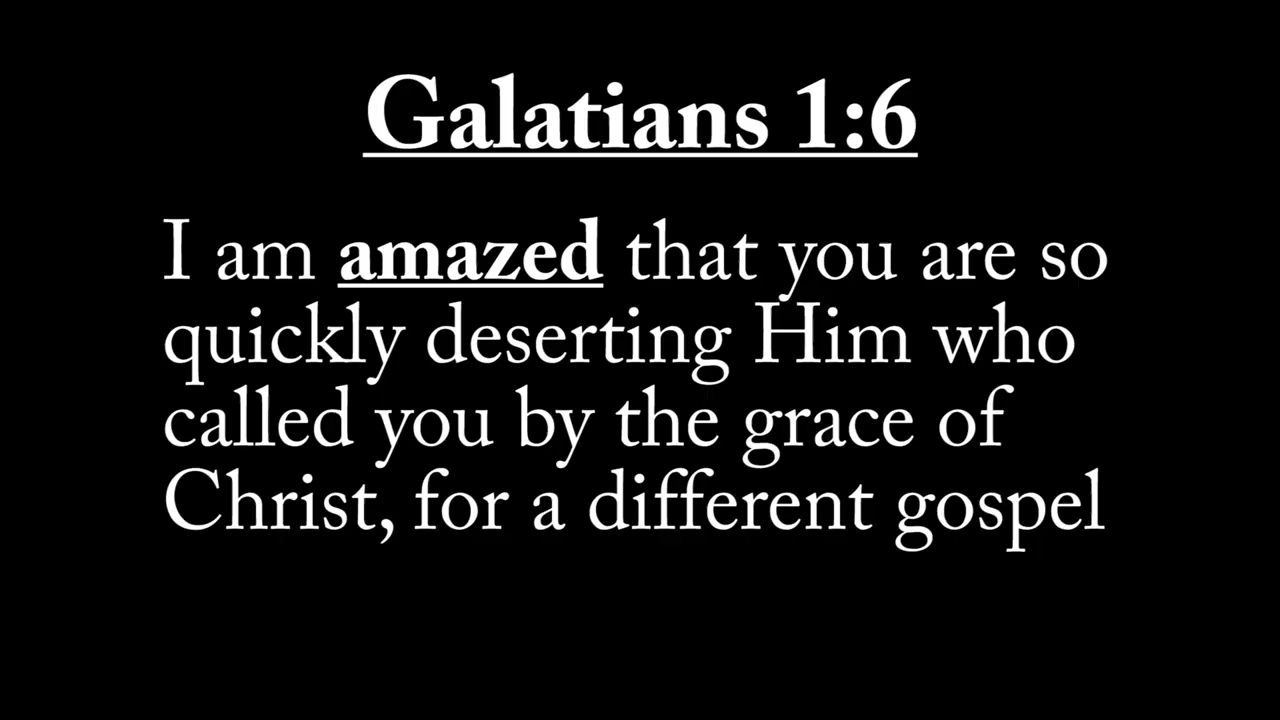 Galatians 1:6
I am amazed that you are so
quickly deserting Him who
called you by the grace of
Christ, for a different gospel